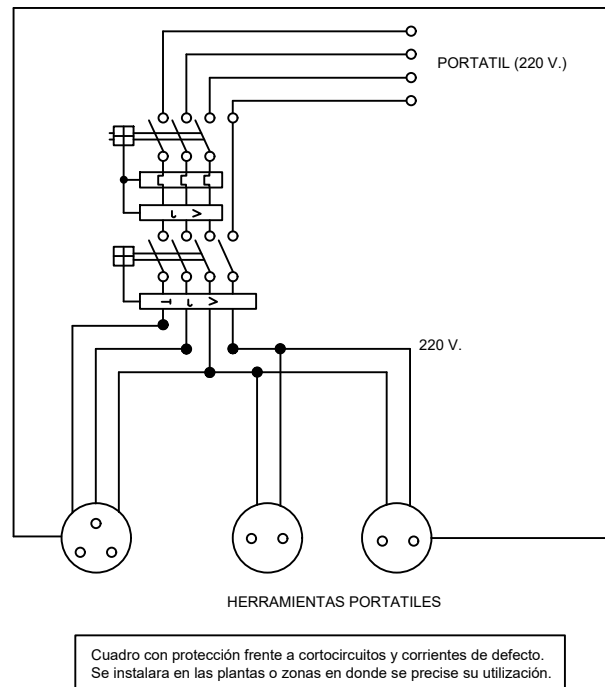 PORTATIL (220 V.)
220 V.
HERRAMIENTAS PORTATILES
Cuadro con protección frente a cortocircuitos y corrientes de defecto.
Se instalara en las plantas o zonas en donde se precise su utilización.